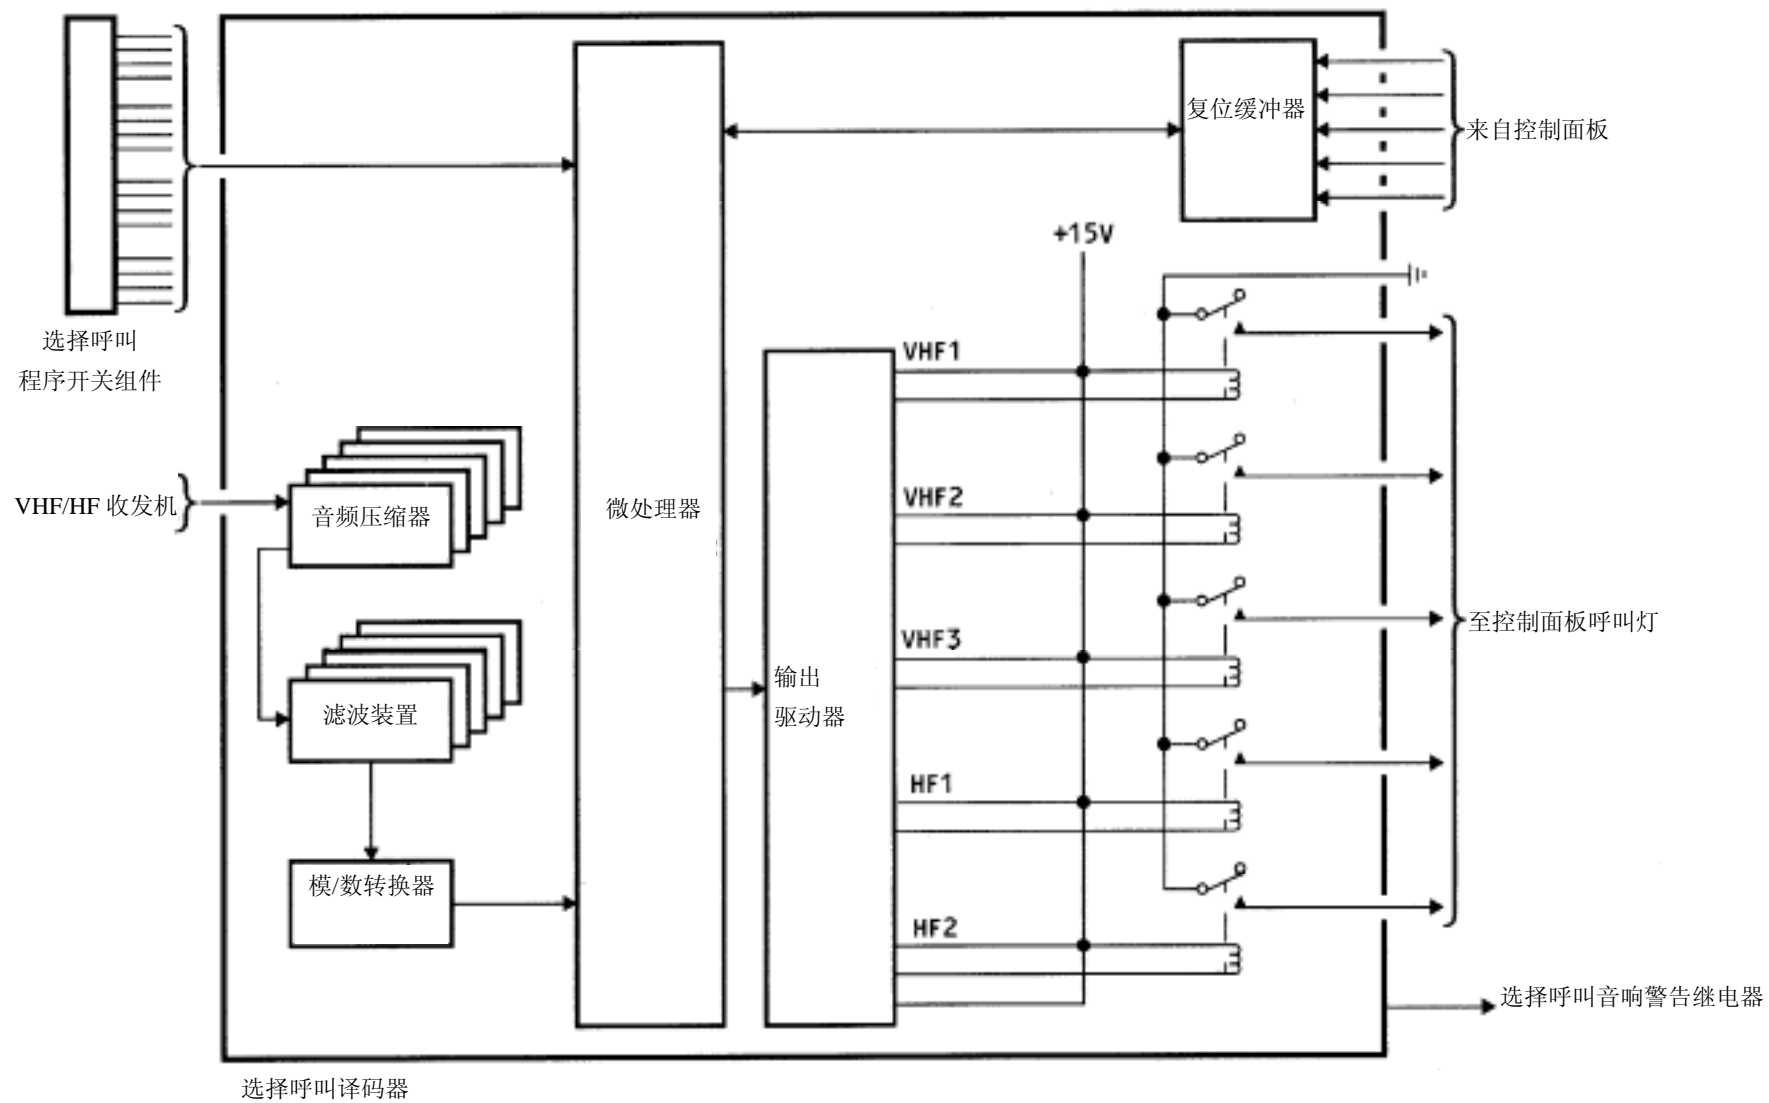 复位缓冲器
来自控制面板
+15V
选择呼叫
程序开关组件
VHF1
VHF/HF 收发机
音频压缩器
微处理器
VHF2
VHF3
至控制面板呼叫灯
滤波装置
输出
驱动器
HF1
模/数转换器
HF2
选择呼叫音响警告继电器
选择呼叫译码器